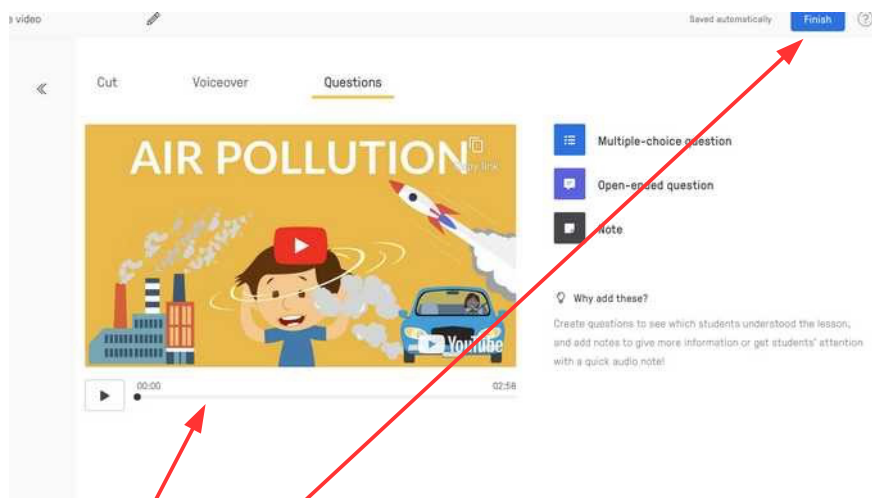 e video
Saved automatically
Finish
?
Cut
Voiceover
Questions
AIR POLLUTION
Copy link
YouTube
00:00
02:58
Multiple-choice question
Open-ended question
Note
Why add these?
Create questions to see which students understood the lesson,
and add notes to give more information or get students' attention
with a quick audio note!